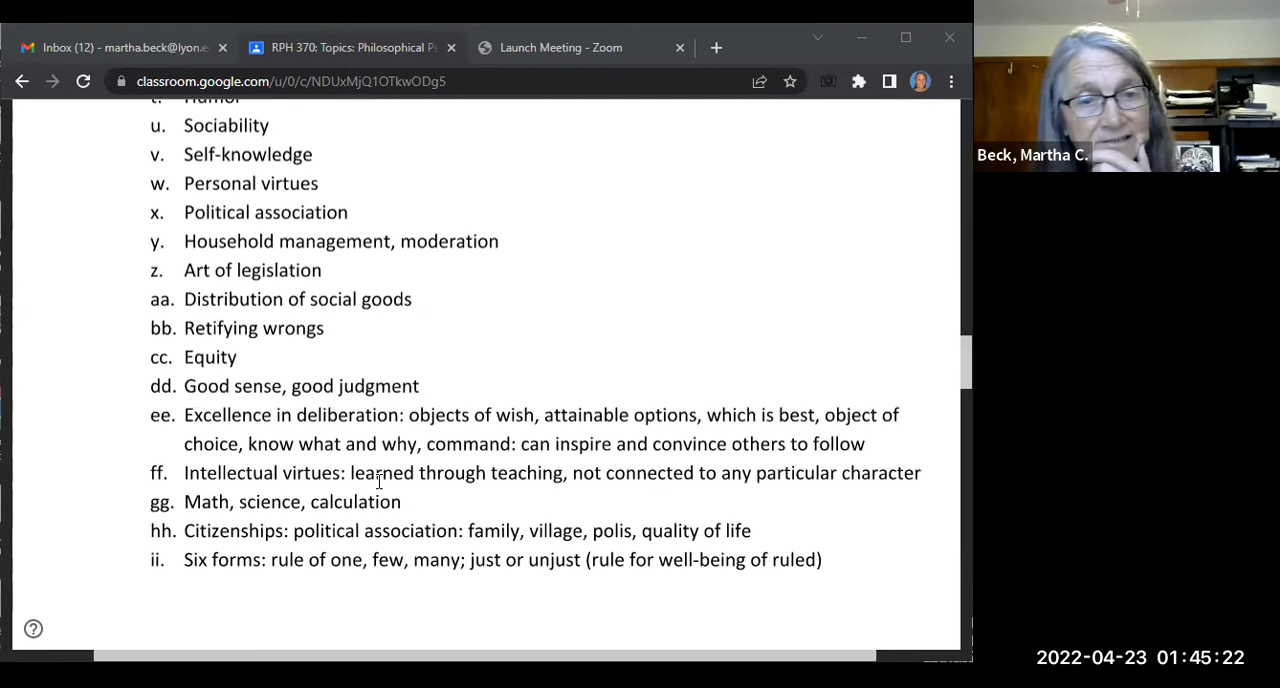 Inbox (12) - martha.beck@lyon.e
RPH 370: Topics: Philosophical Ps
Launch Meeting - Zoom
classroom.google.com/u/0/c/NDUxMjQ1OTkwODg5
t. Humor
u. Sociability
v. Self-knowledge
w. Personal virtues
x. Political association
y. Household management, moderation
z. Art of legislation
aa. Distribution of social goods
bb. Retifying wrongs
cc. Equity
dd. Good sense, good judgment
ee. Excellence in deliberation: objects of wish, attainable options, which is best, object of
choice, know what and why, command: can inspire and convince others to follow
ff. Intellectual virtues: learned through teaching, not connected to any particular character
gg. Math, science, calculation
hh. Citizenships: political association: family, village, polis, quality of life
ii. Six forms: rule of one, few, many; just or unjust (rule for well-being of ruled)
Beck, Martha C.
2022-04-23 01:45:22